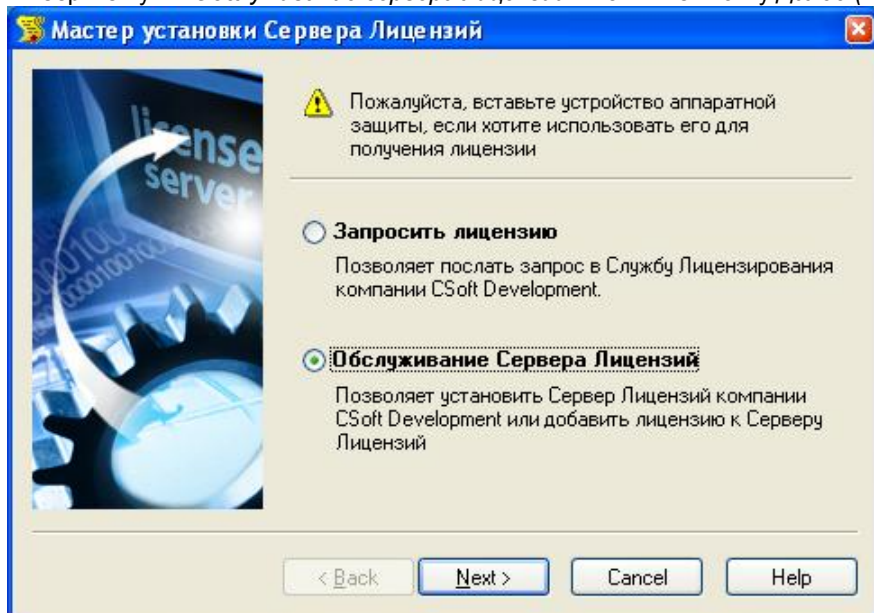 Мастер установки Сервера Лицензий
license
server
Пожалуйста, вставьте устройство аппаратной
защиты, если хотите использовать его для
получения лицензии
Запросить лицензию
Позволяет послать запрос в Службу Лицензирования
компании CSoft Development.
Обслуживание Сервера Лицензий
Позволяет установить Сервер Лицензий компании
CSoft Development или добавить лицензию к Серверу
Лицензий
< Back
Next >
Cancel
Help